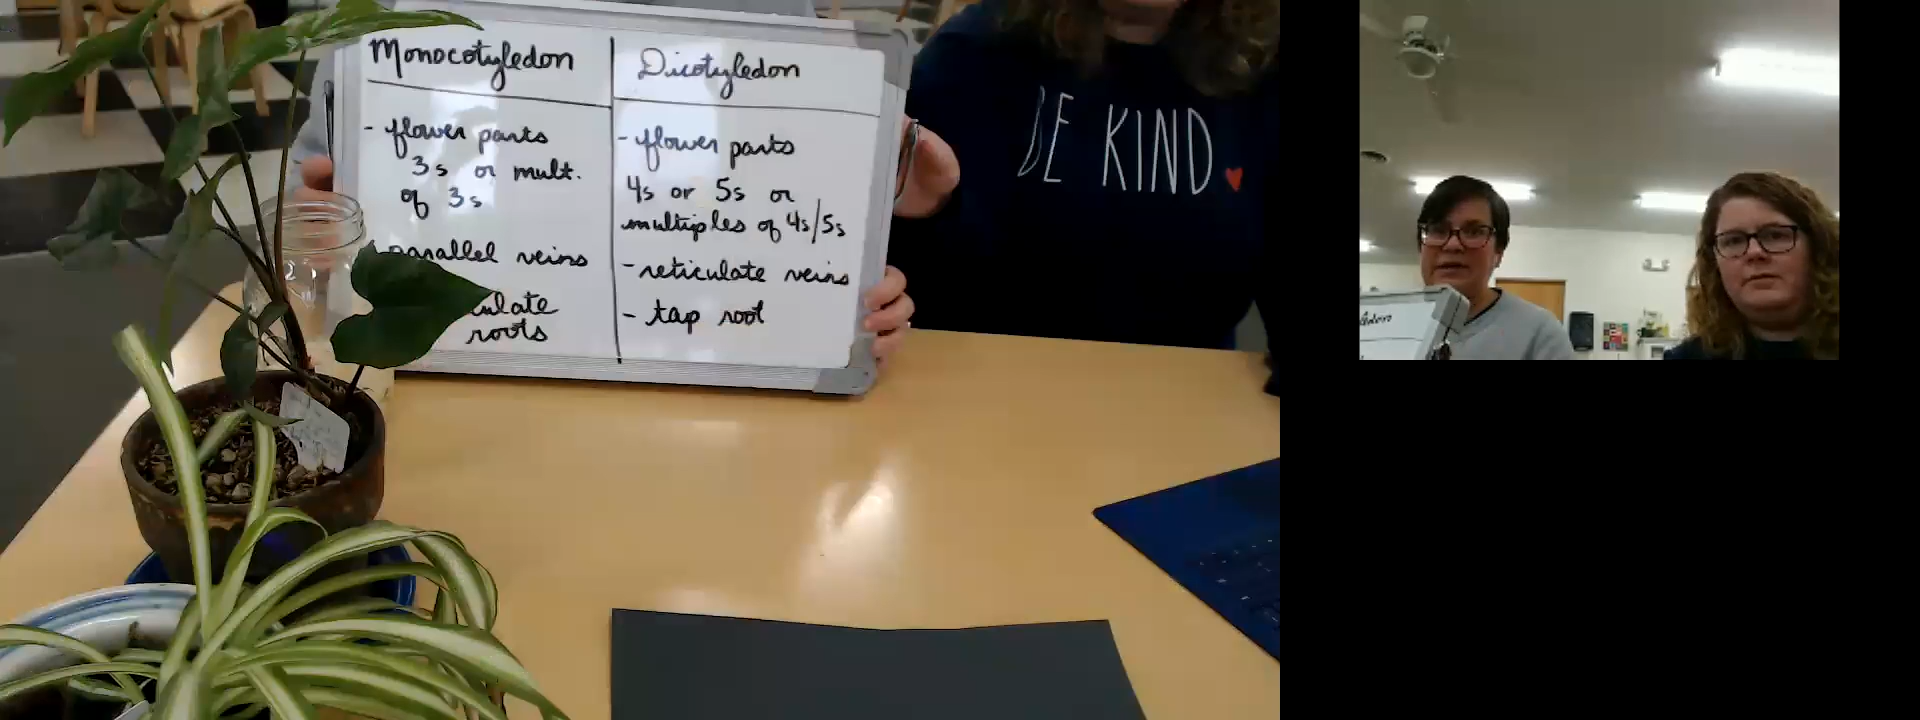 Monocotyledon
- flower parts
3s or mult.
of 3s
parallel veins
roots
Dicotyledon
- flower parts
4s or 5s or
multiples of 4s/5s
- reticulate veins
- tap root
BE KIND.